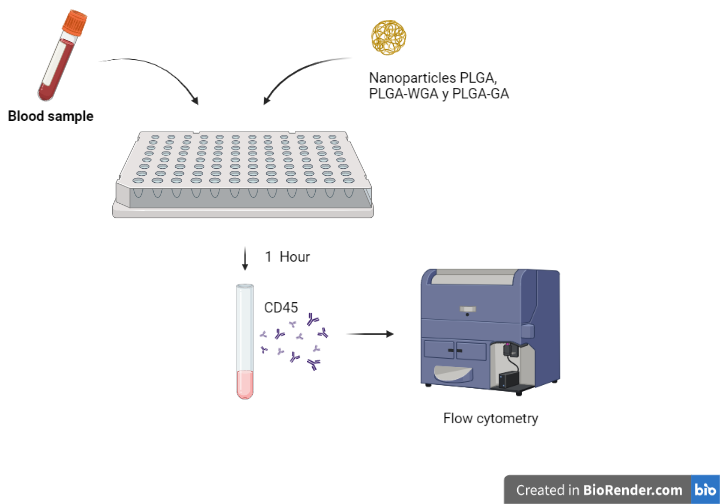 Blood sample
Nanoparticles PLGA,
PLGA-WGA y PLGA-GA
1 Hour
CD45
Flow cytometry
Created in BioRender.com bio